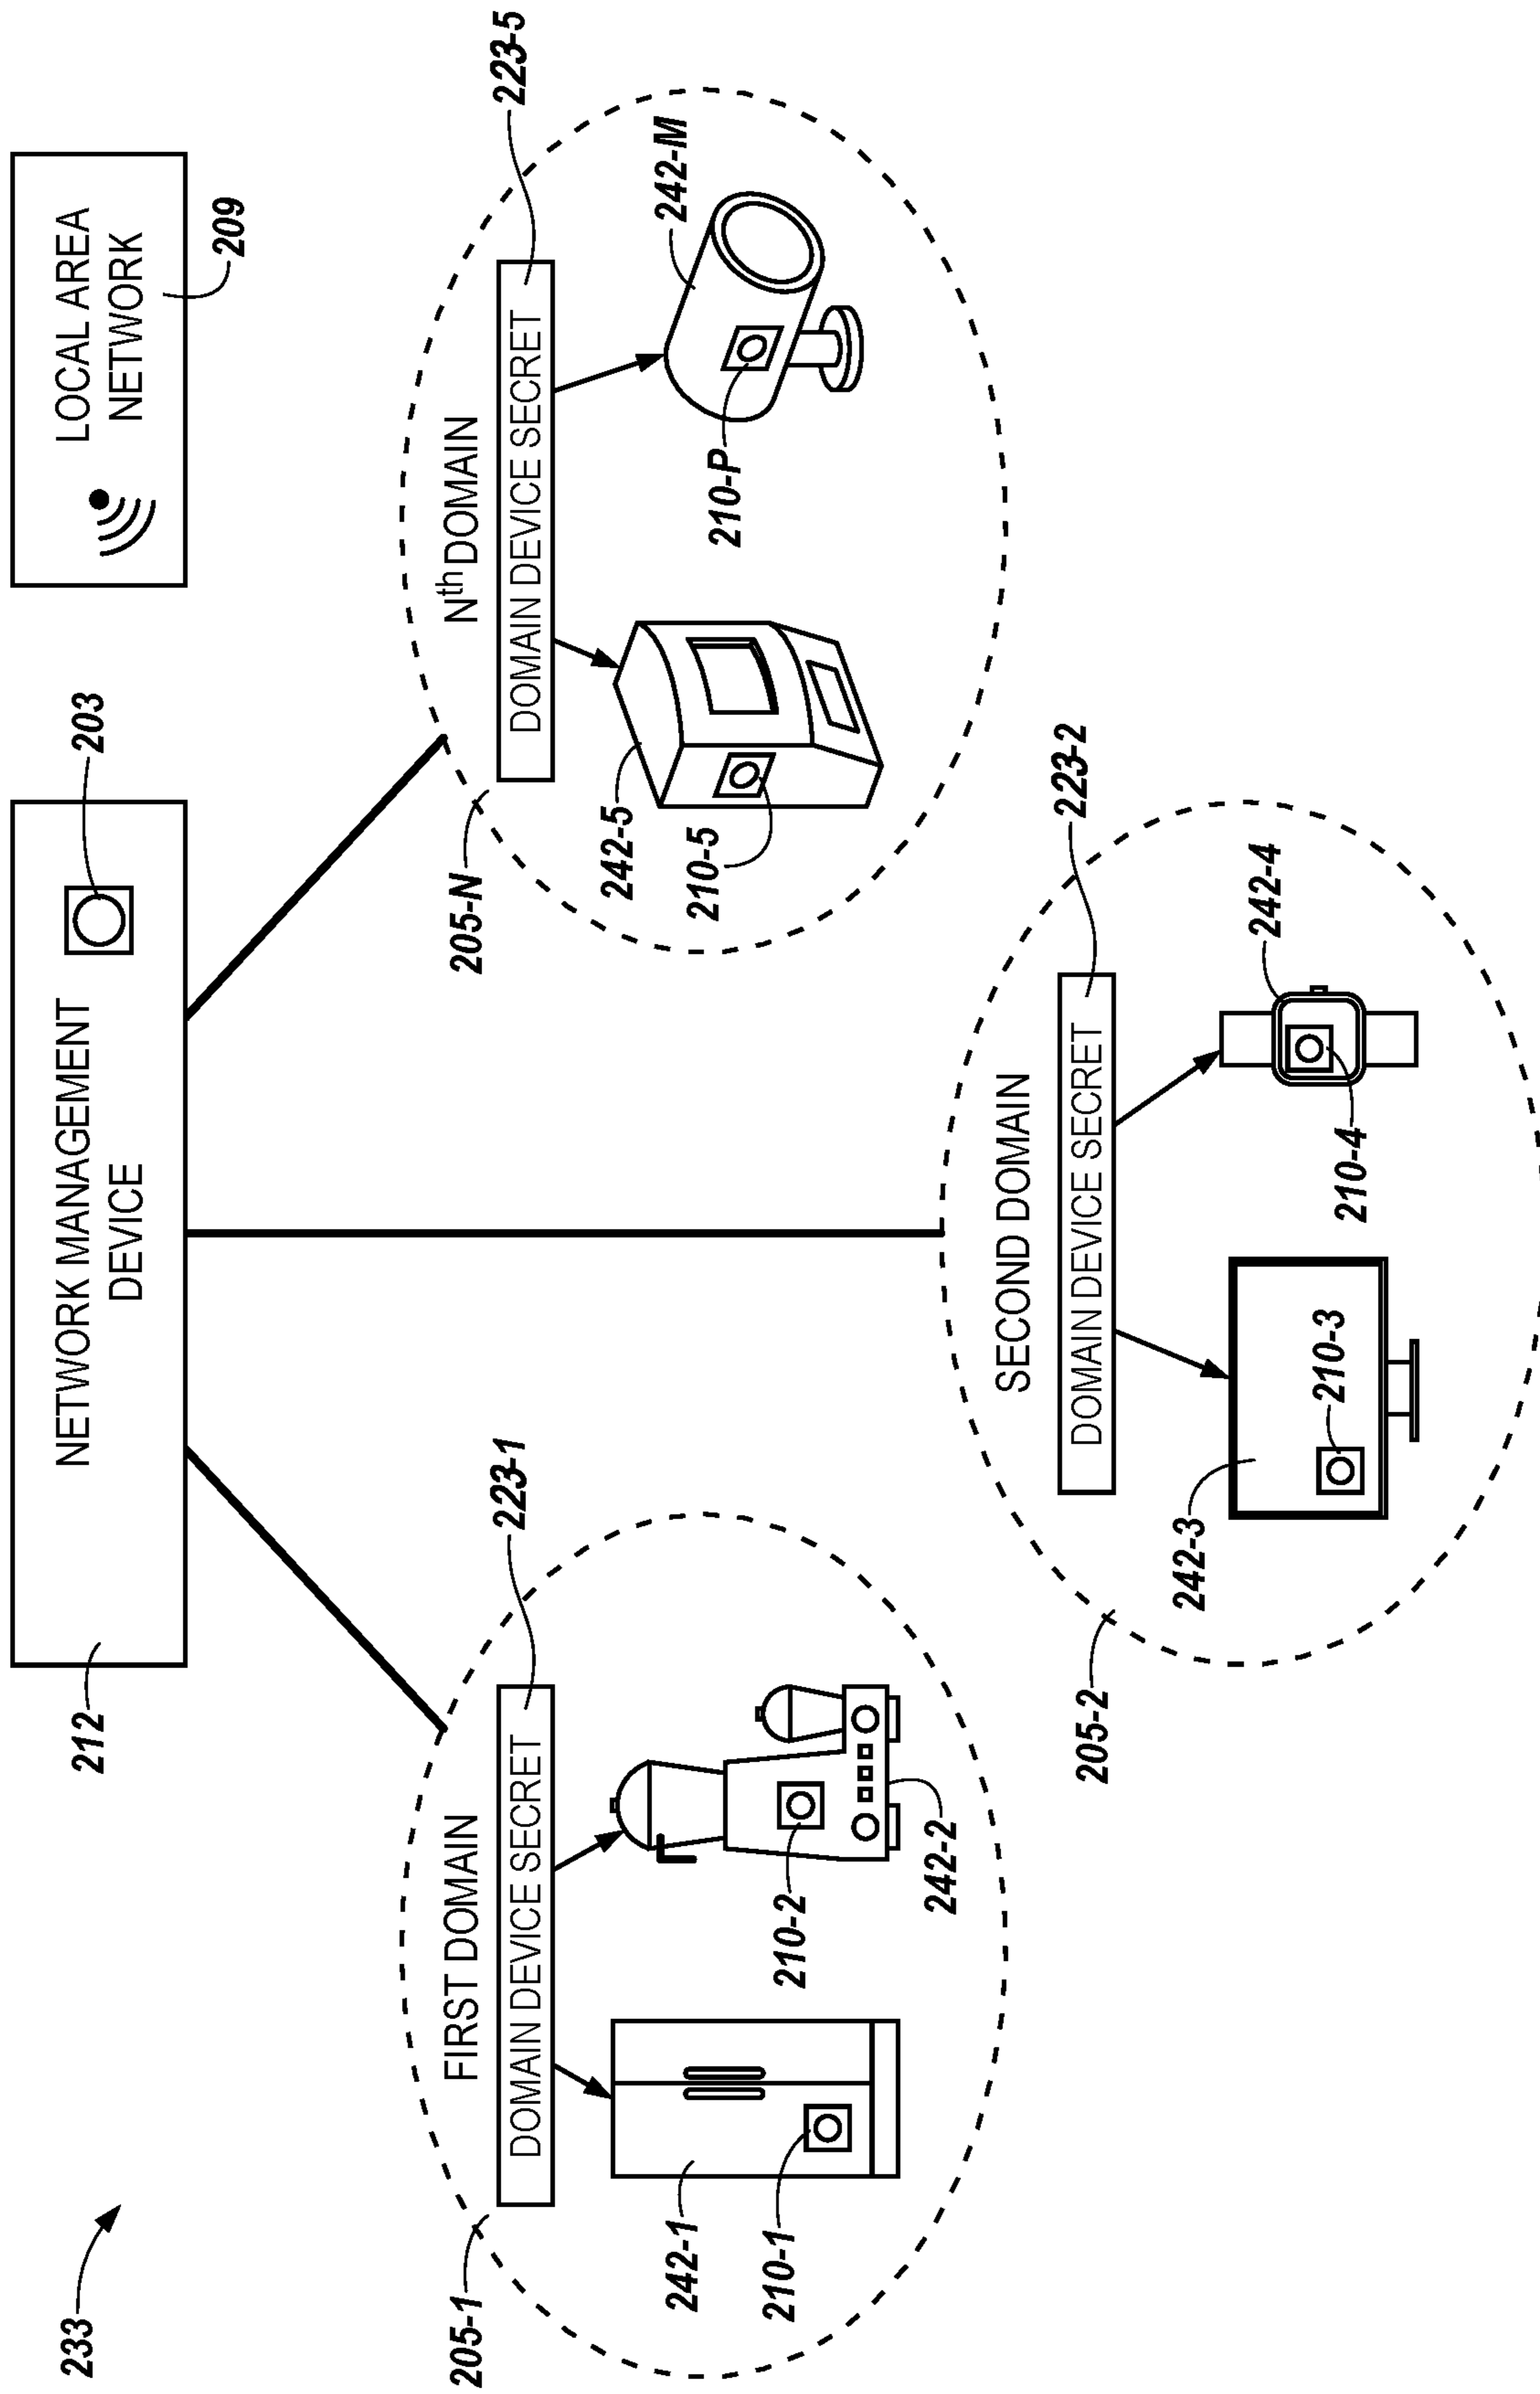 233
212
NETWORK MANAGEMENT
DEVICE
203
LOCAL AREA
NETWORK
209
205-1
FIRST DOMAIN
DOMAIN DEVICE SECRET
223-1
242-1
210-1
210-2
242-2
205-2
SECOND DOMAIN
DOMAIN DEVICE SECRET
223-2
242-3
210-3
210-4
242-4
205-N
Nth DOMAIN
DOMAIN DEVICE SECRET
223-5
242-5
210-5
210-P
242-M